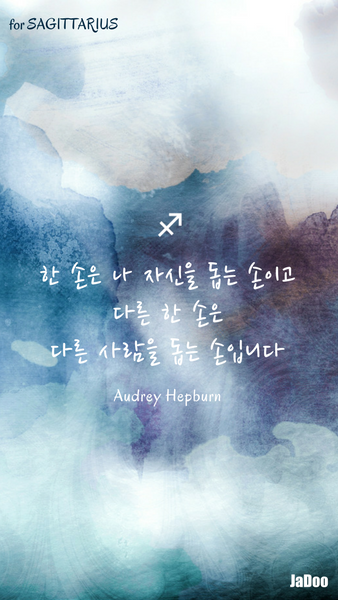 for SAGITTARIUS
♐
한 손은 나 자신을 돕는 손이고
다른 한 손은
다른 사람을 돕는 손입니다
Audrey Hepburn
JaDoo